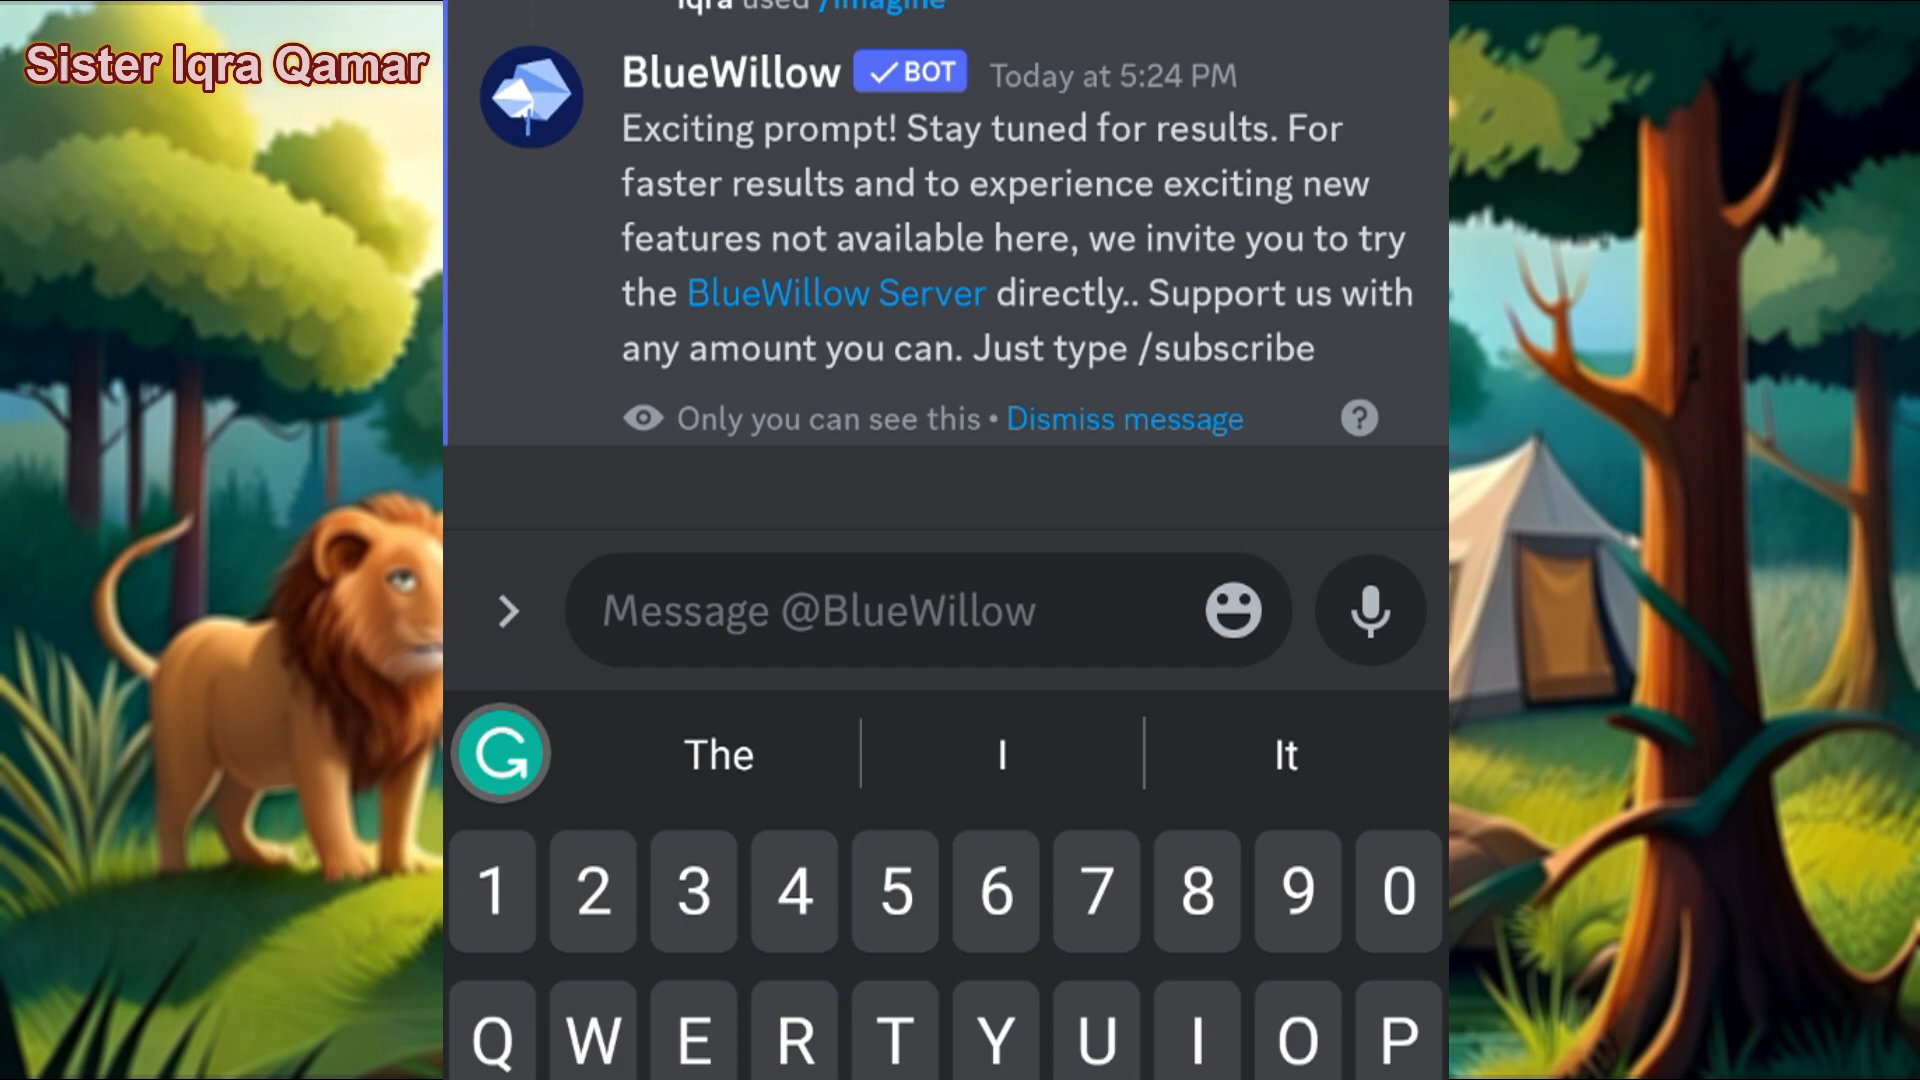 Iqra used /imagine
Sister Iqra Qamar
BlueWillow BOT Today at 5:24 PM
Exciting prompt! Stay tuned for results. For
faster results and to experience exciting new
features not available here, we invite you to try
the BlueWillow Server directly.. Support us with
any amount you can. Just type /subscribe
Only you can see this • Dismiss message ?
Message @BlueWillow
G The I It
1 2 3 4 5 6 7 8 9 0
Q W E R T Y U I O P